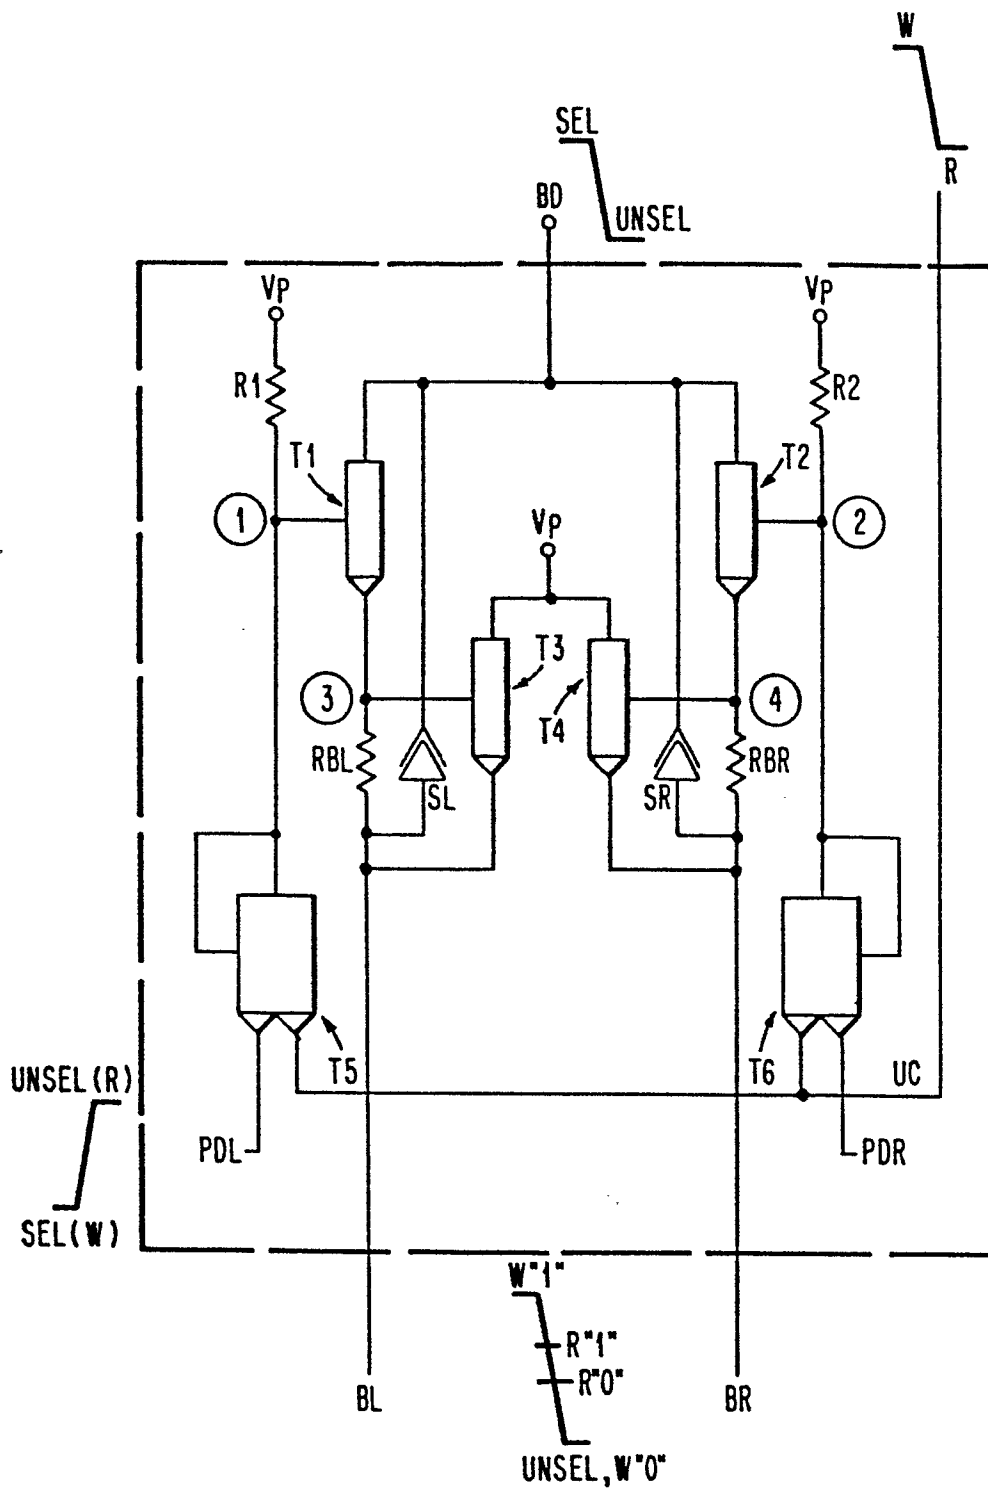 W
R
SEL
UNSEL
BD
Vp
Vp
R1
R2
T1
T2
1
2
Vp
T3
T4
3
4
RBL
RBR
SL
SR
T5
T6
UC
UNSEL(R)
SEL(W)
PDL
PDR
W"1"
R"1"
R"0"
BL
BR
UNSEL,W"0"